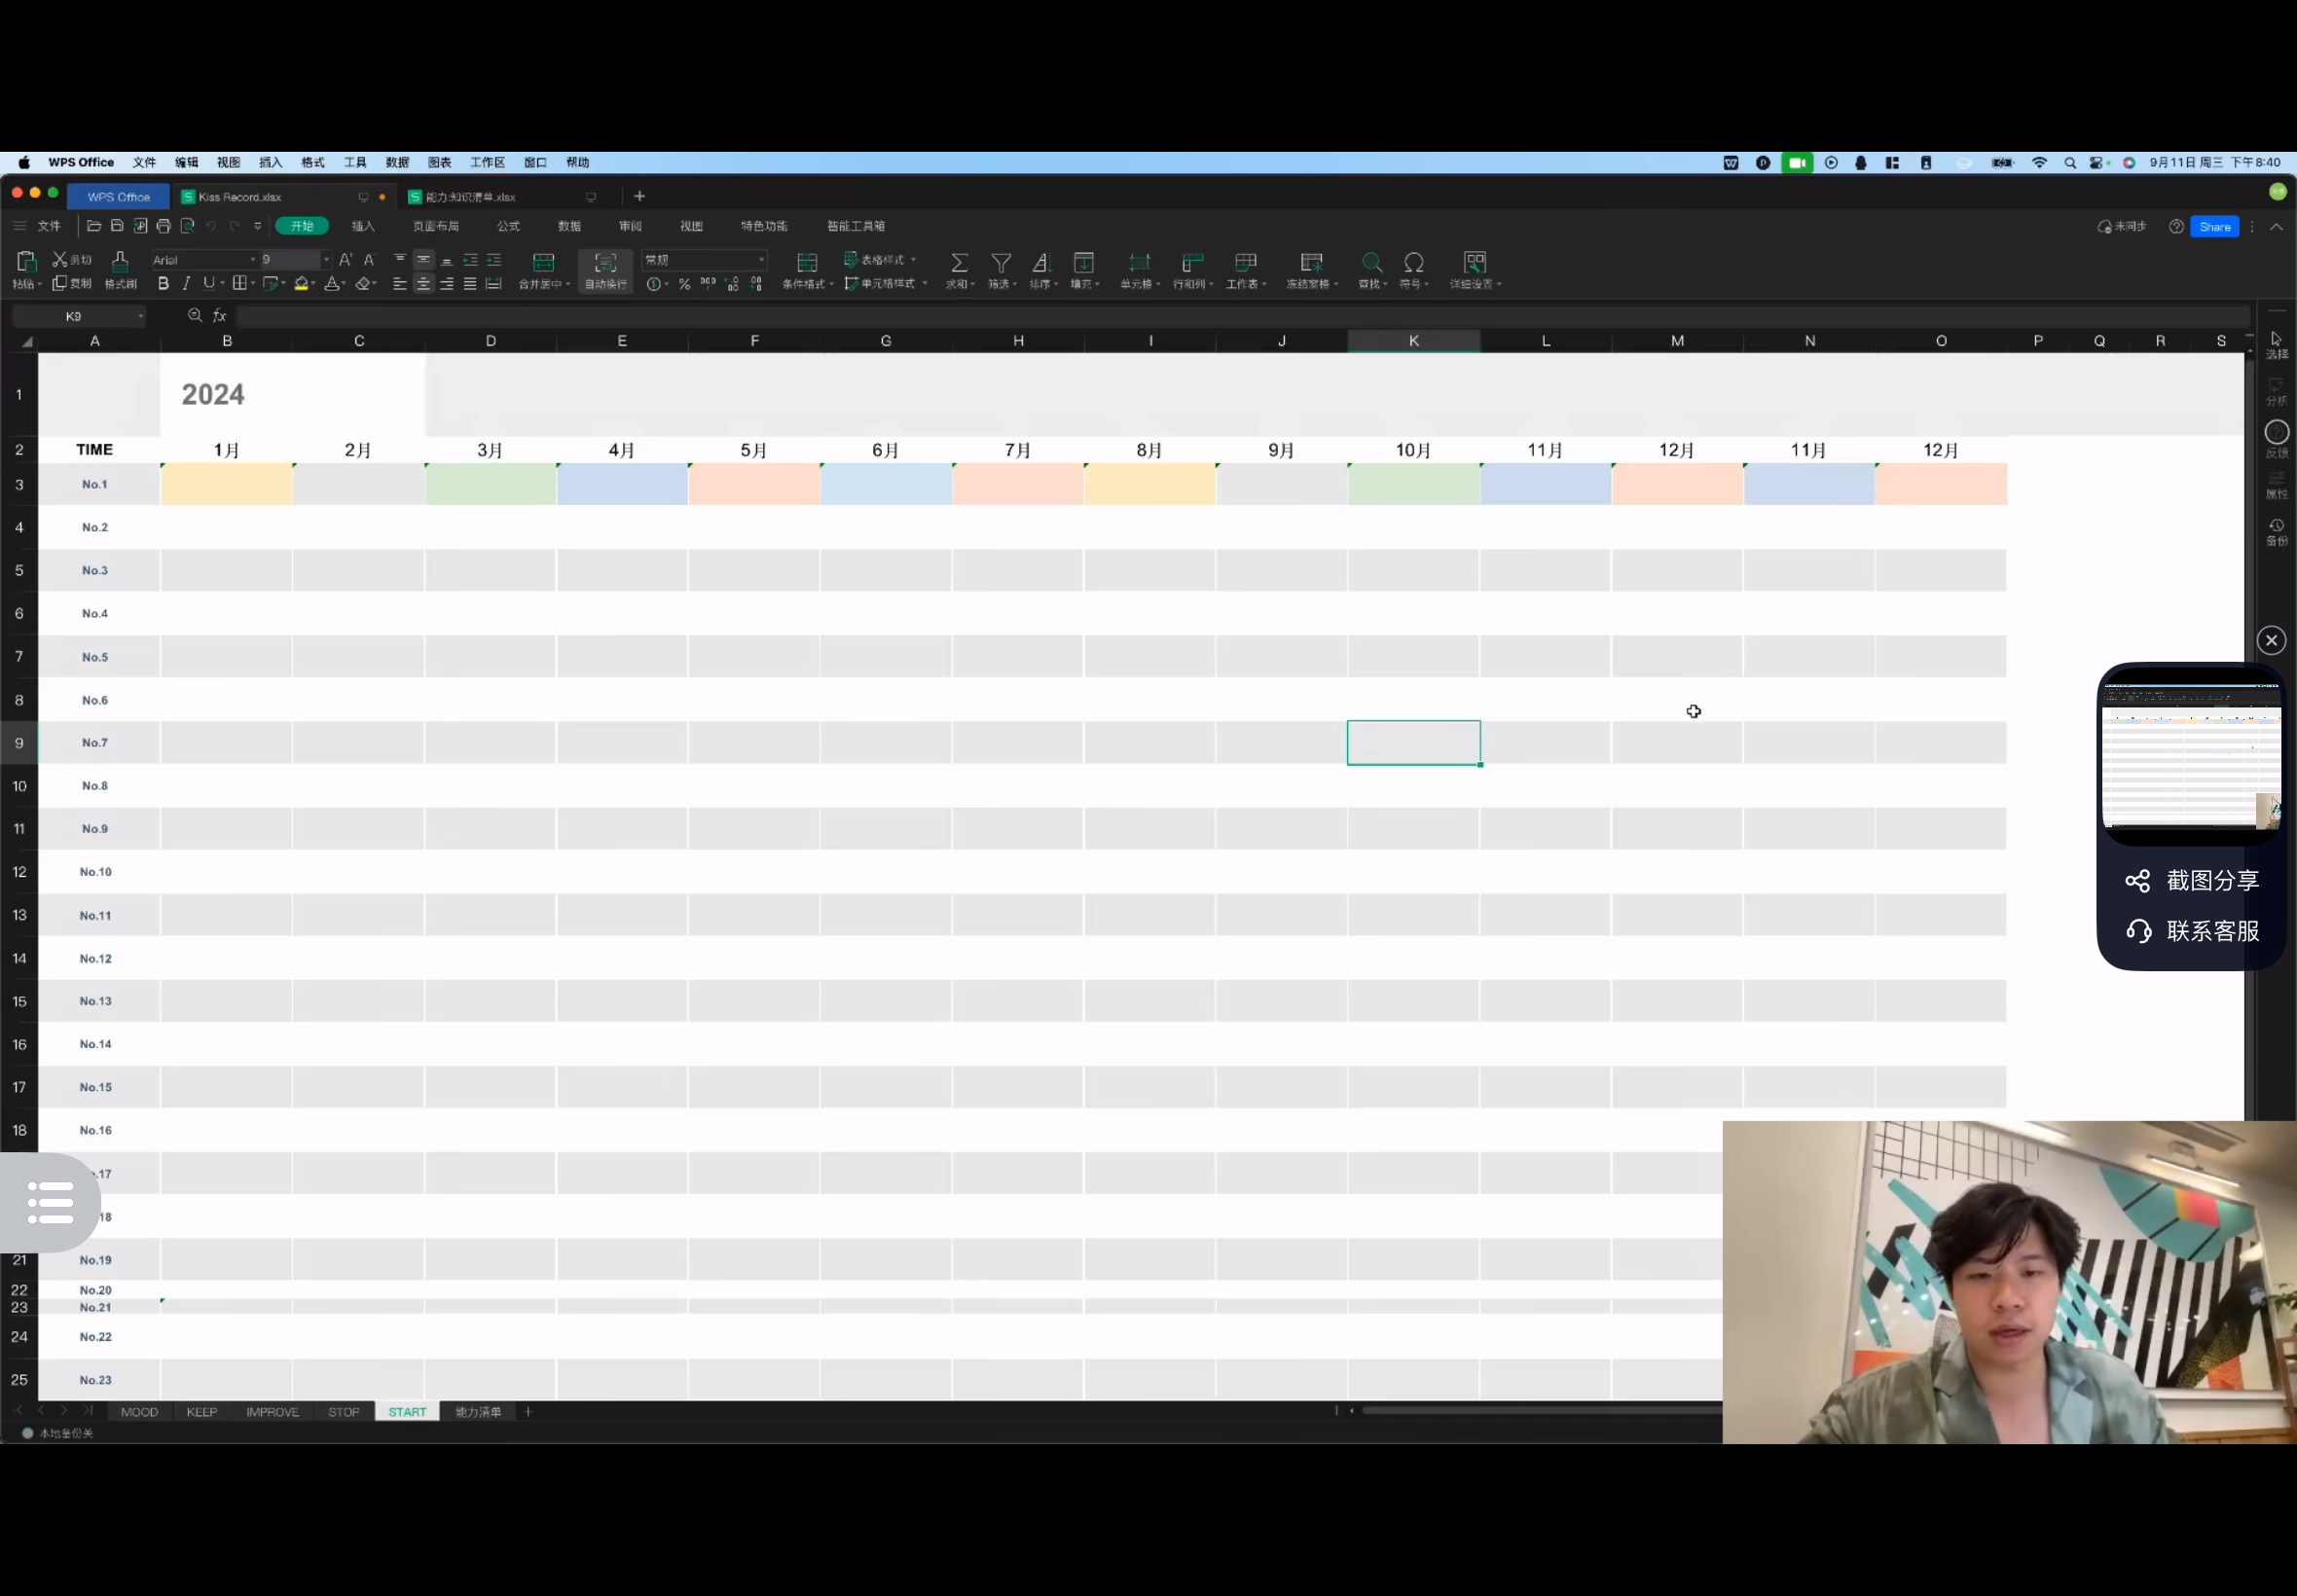 WPS Office 文件 编辑 视图 插入 格式 工具 数据 图表 工作区 窗口 帮助 9月11日 周三 下午8:40
WPS Office Kiss Record.xlsx 能力:知识清单.xlsx +
文件 开始 插入 页面布局 公式 数据 审阅 视图 特色功能 智能工具箱 未同步 Share
剪切 Arial 9 A+ A- 常规 表格样式
粘贴 复制 格式刷 B I U A 合并居中 自动换行 % 条件格式 单元格样式 求和 筛选 排序 填充 单元格 行和列 工作表 冻结窗格 查找 符号 详细设置
K9 fx
A B C D E F G H I J K L M N O P Q R S
选择
分析
反馈
属性
备份
1 2024
2 TIME 1月 2月 3月 4月 5月 6月 7月 8月 9月 10月 11月 12月 11月 12月
3 No.1
4 No.2
5 No.3
6 No.4
7 No.5
8 No.6
9 No.7
10 No.8
11 No.9
12 No.10
13 No.11
14 No.12
15 No.13
16 No.14
17 No.15
18 No.16
.17
18
21 No.19
22 No.20
23 No.21
24 No.22
25 No.23
截图分享
联系客服
MOOD KEEP IMPROVE STOP START 能力清单 +
本地备份关